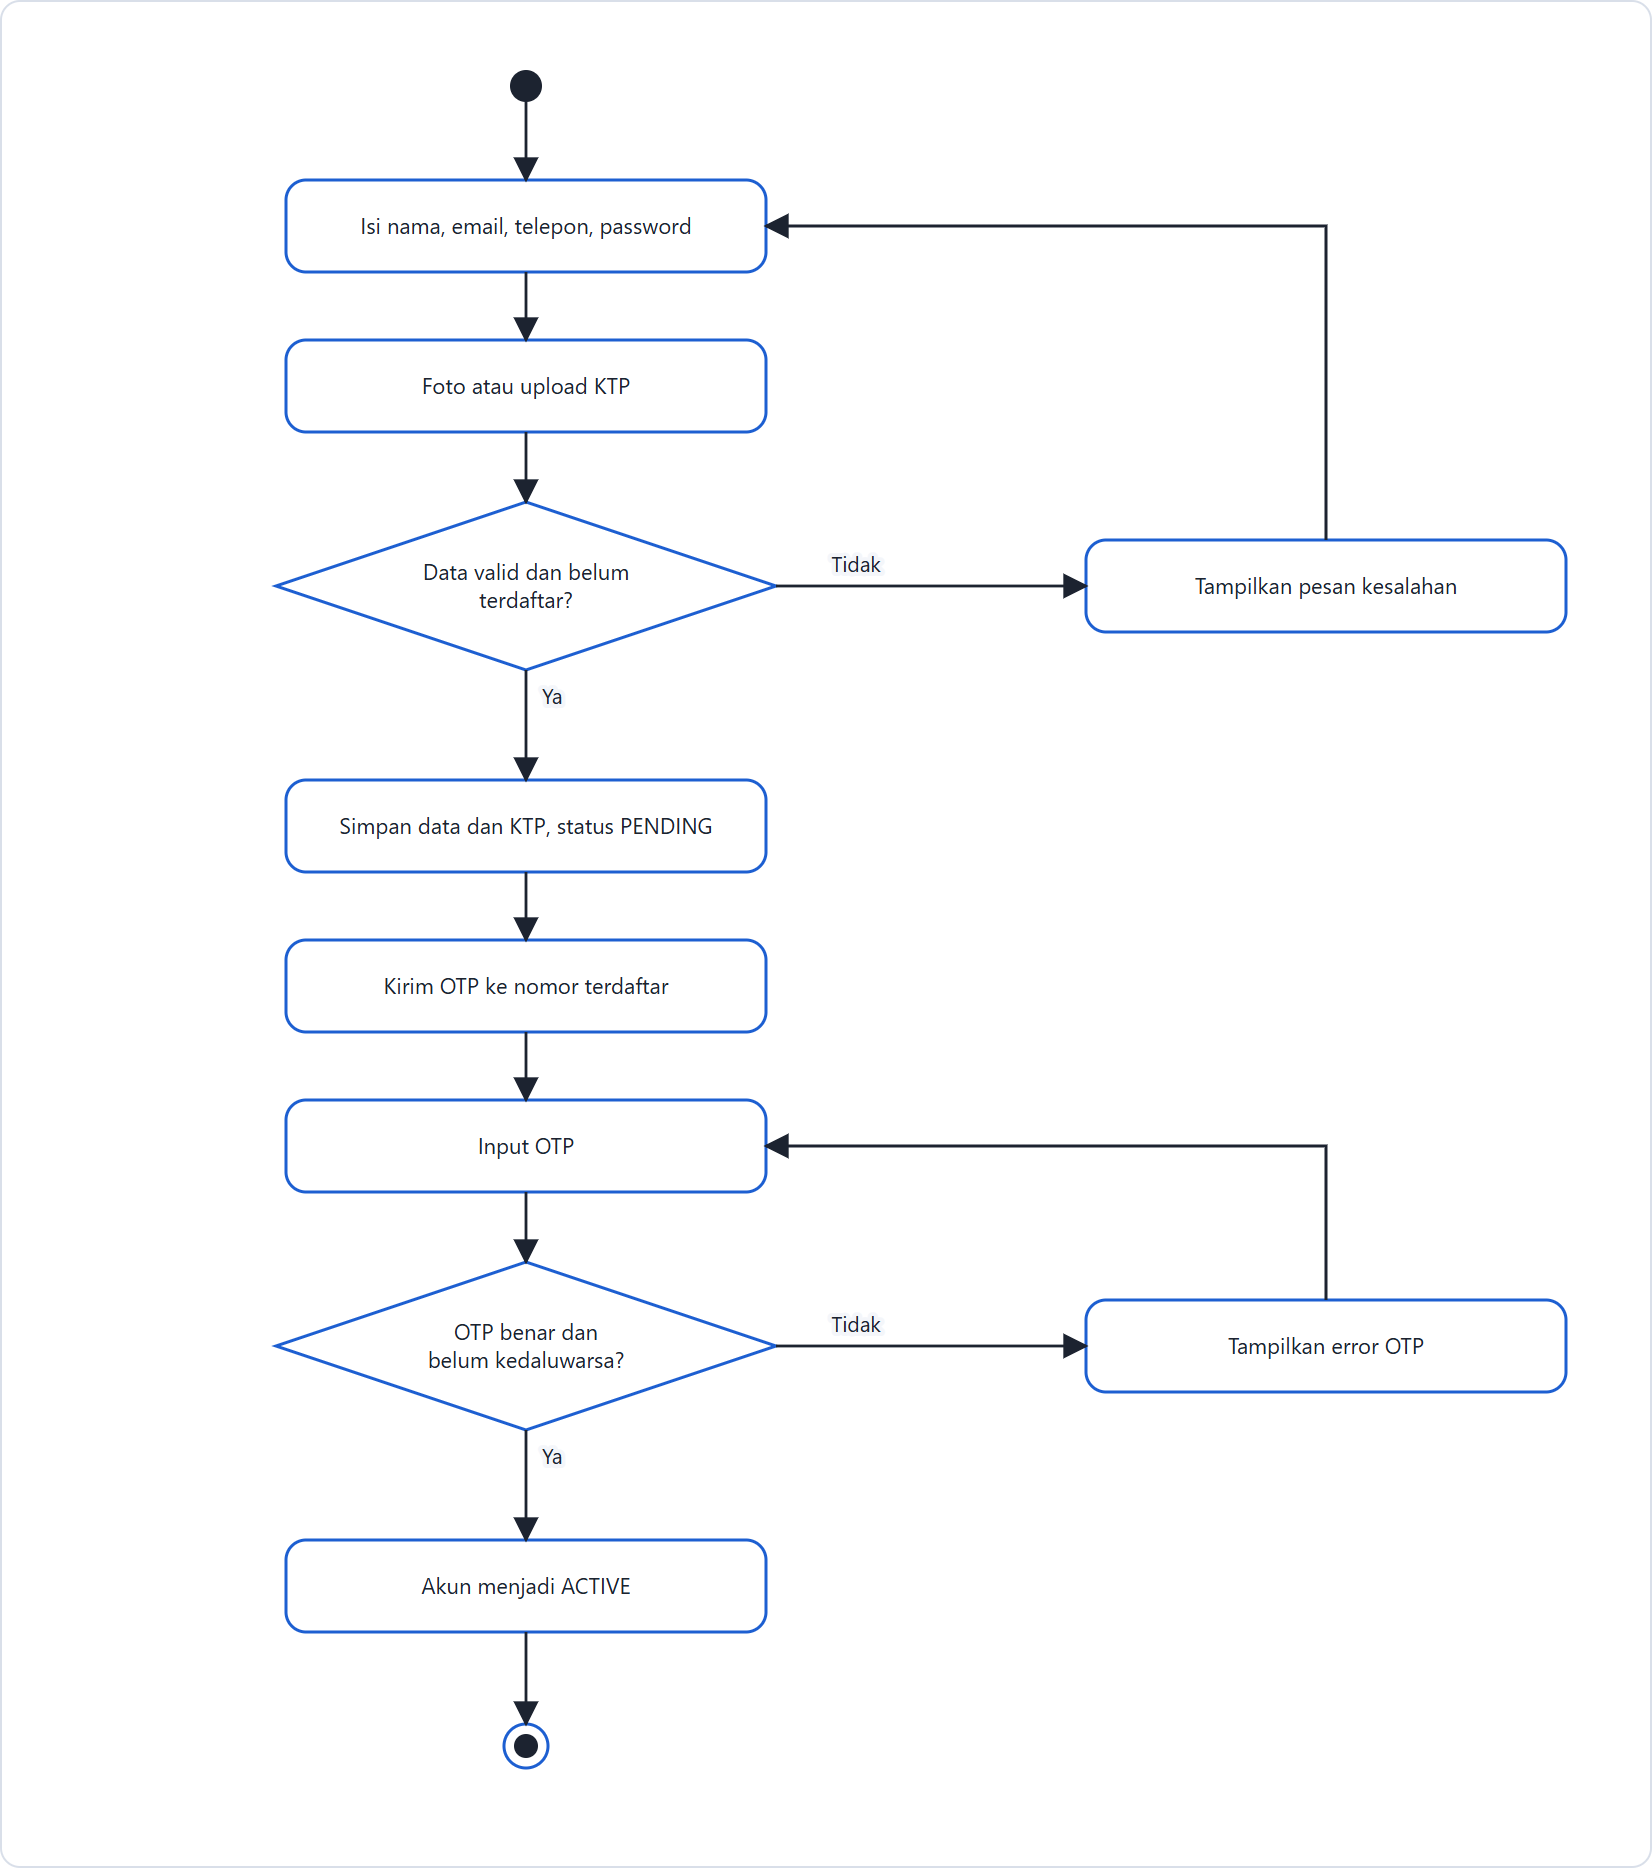 Isi nama, email, telepon, password
Foto atau upload KTP
Data valid dan belum
terdaftar?
Tidak
Tampilkan pesan kesalahan
Ya
Simpan data dan KTP, status PENDING
Kirim OTP ke nomor terdaftar
Input OTP
OTP benar dan
belum kedaluwarsa?
Tidak
Tampilkan error OTP
Ya
Akun menjadi ACTIVE